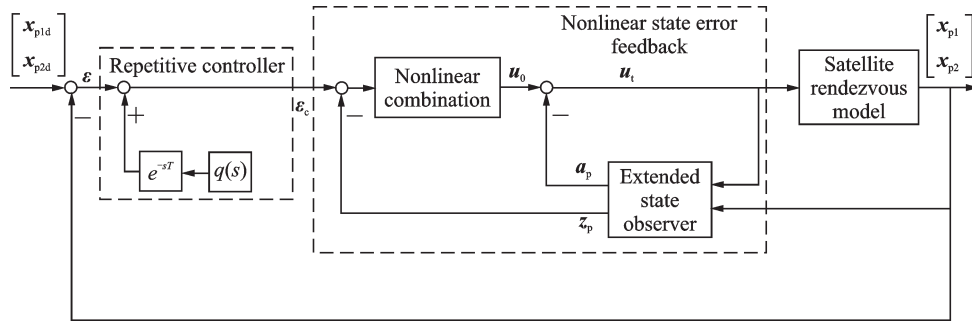 x_p1d
x_p2d
ε
−
Repetitive controller
+
e^{−sT}
q(s)
ε_c
Nonlinear state error
feedback
−
Nonlinear
combination
u_0
−
u_t
a_p
z_p
Extended
state
observer
Satellite
rendezvous
model
x_p1
x_p2